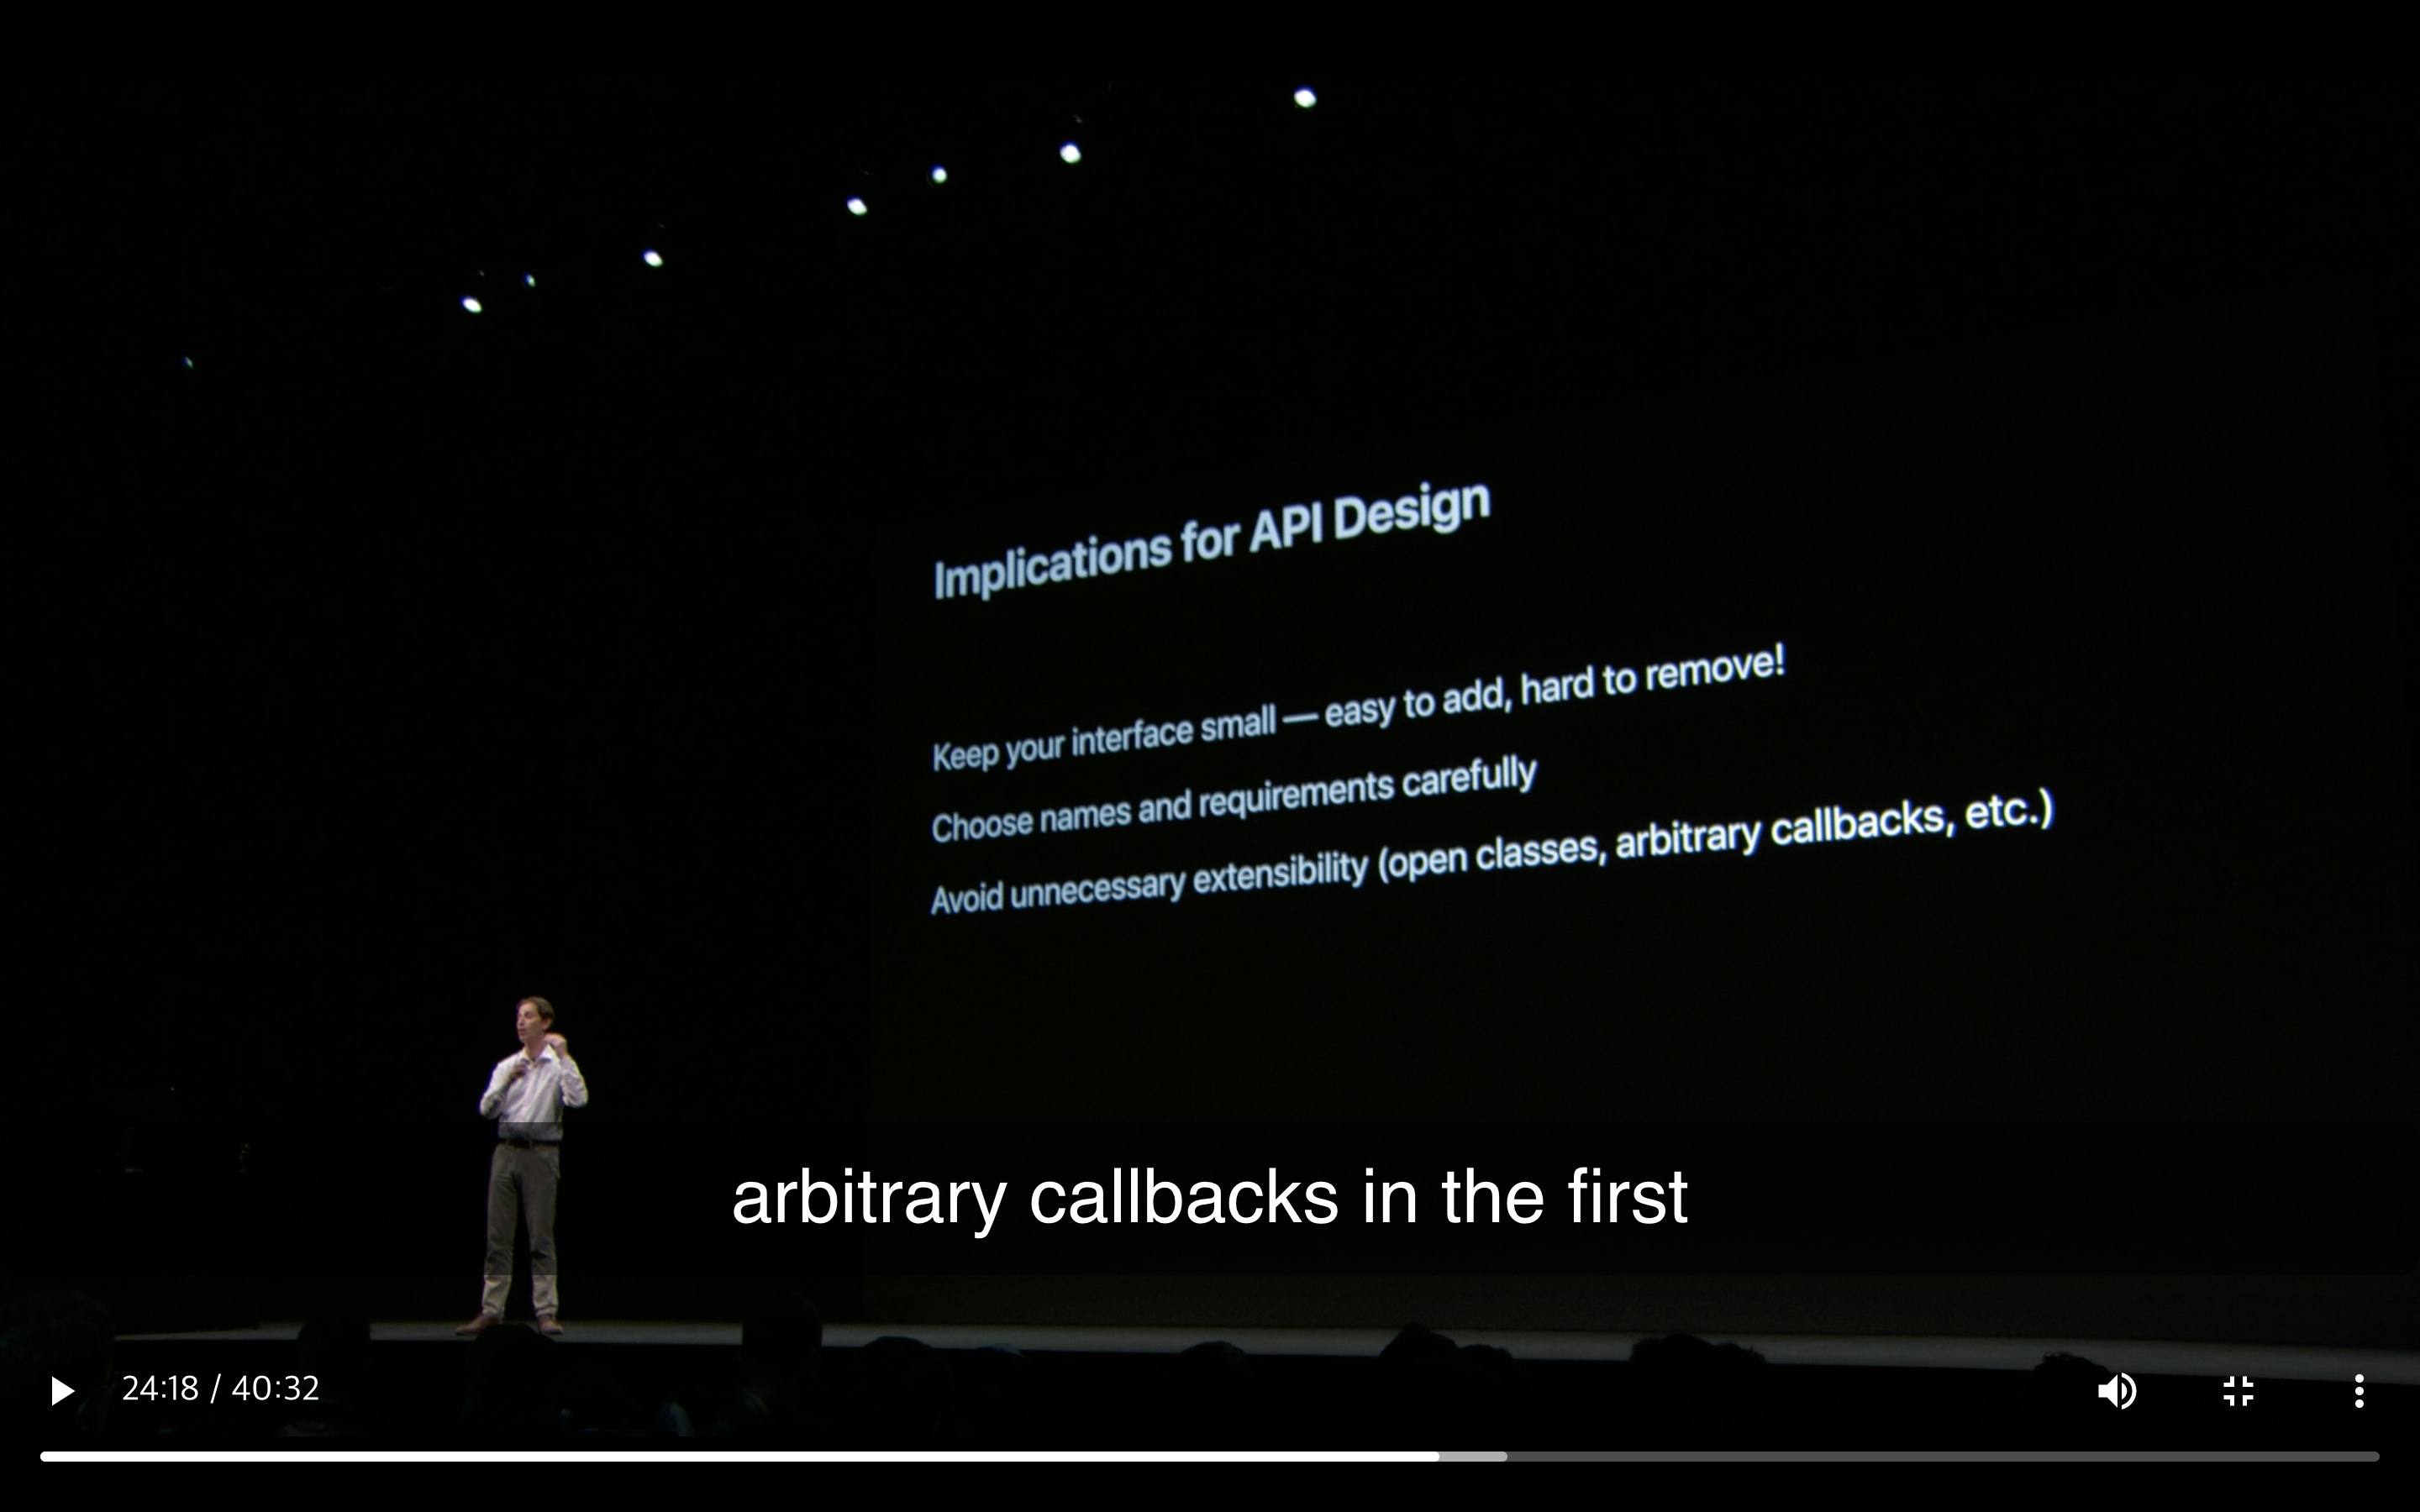 Implications for API Design
Keep your interface small — easy to add, hard to remove!
Choose names and requirements carefully
Avoid unnecessary extensibility (open classes, arbitrary callbacks, etc.)
arbitrary callbacks in the first
24:18 / 40:32